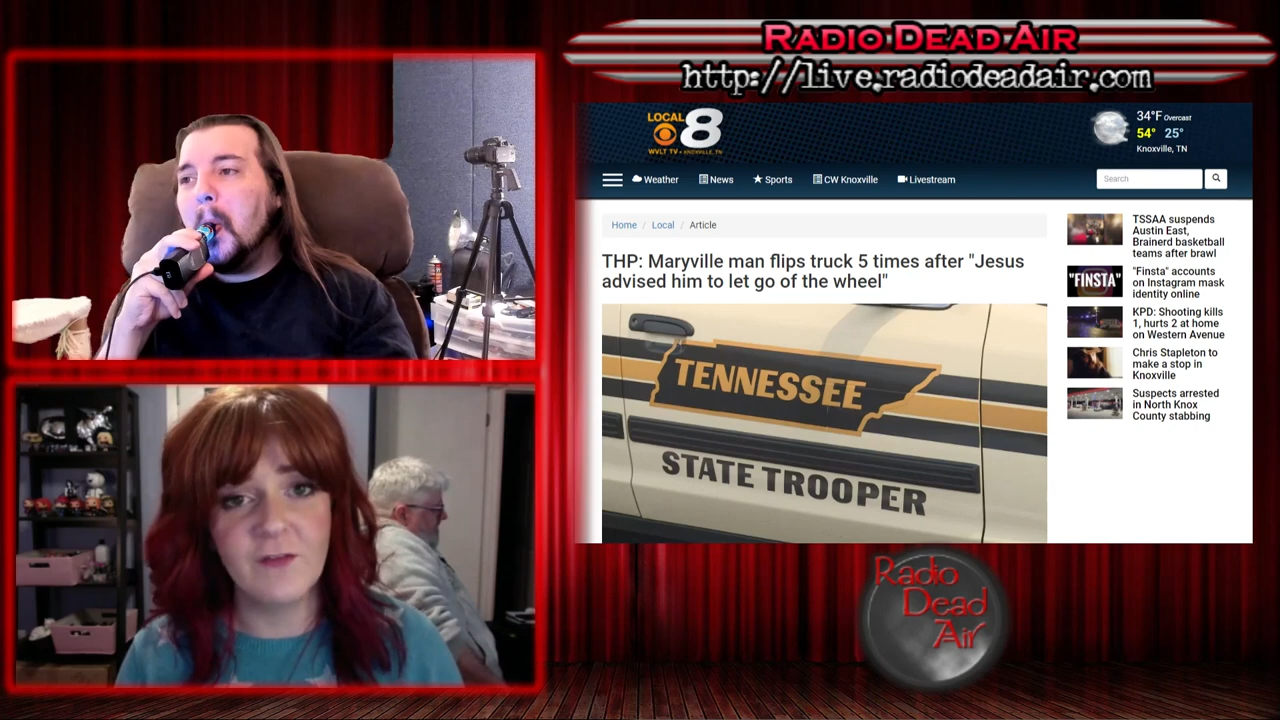 Radio Dead Air
http://live.radiodeadair.com
LOCAL
8
WVLT TV • KNOXVILLE, TN
34°F Overcast
54° 25°
Knoxville, TN
Weather
News
Sports
CW Knoxville
Livestream
Search
Home / Local / Article
THP: Maryville man flips truck 5 times after "Jesus
advised him to let go of the wheel"
TENNESSEE
STATE TROOPER
TSSAA suspends
Austin East,
Brainerd basketball
teams after brawl
"FINSTA"
"Finsta" accounts
on Instagram mask
identity online
KPD: Shooting kills
1, hurts 2 at home
on Western Avenue
Chris Stapleton to
make a stop in
Knoxville
Suspects arrested
in North Knox
County stabbing
Radio
Dead
Air